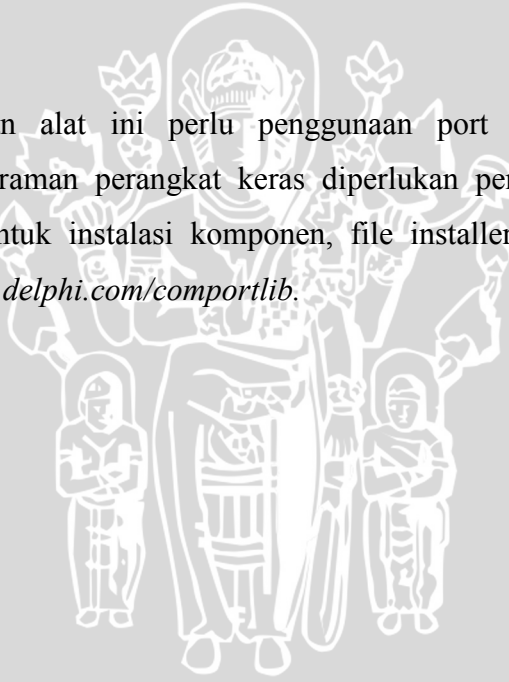 n alat ini perlu penggunaan port
raman perangkat keras diperlukan per
ntuk instalasi komponen, file installer
delphi.com/comportlib.